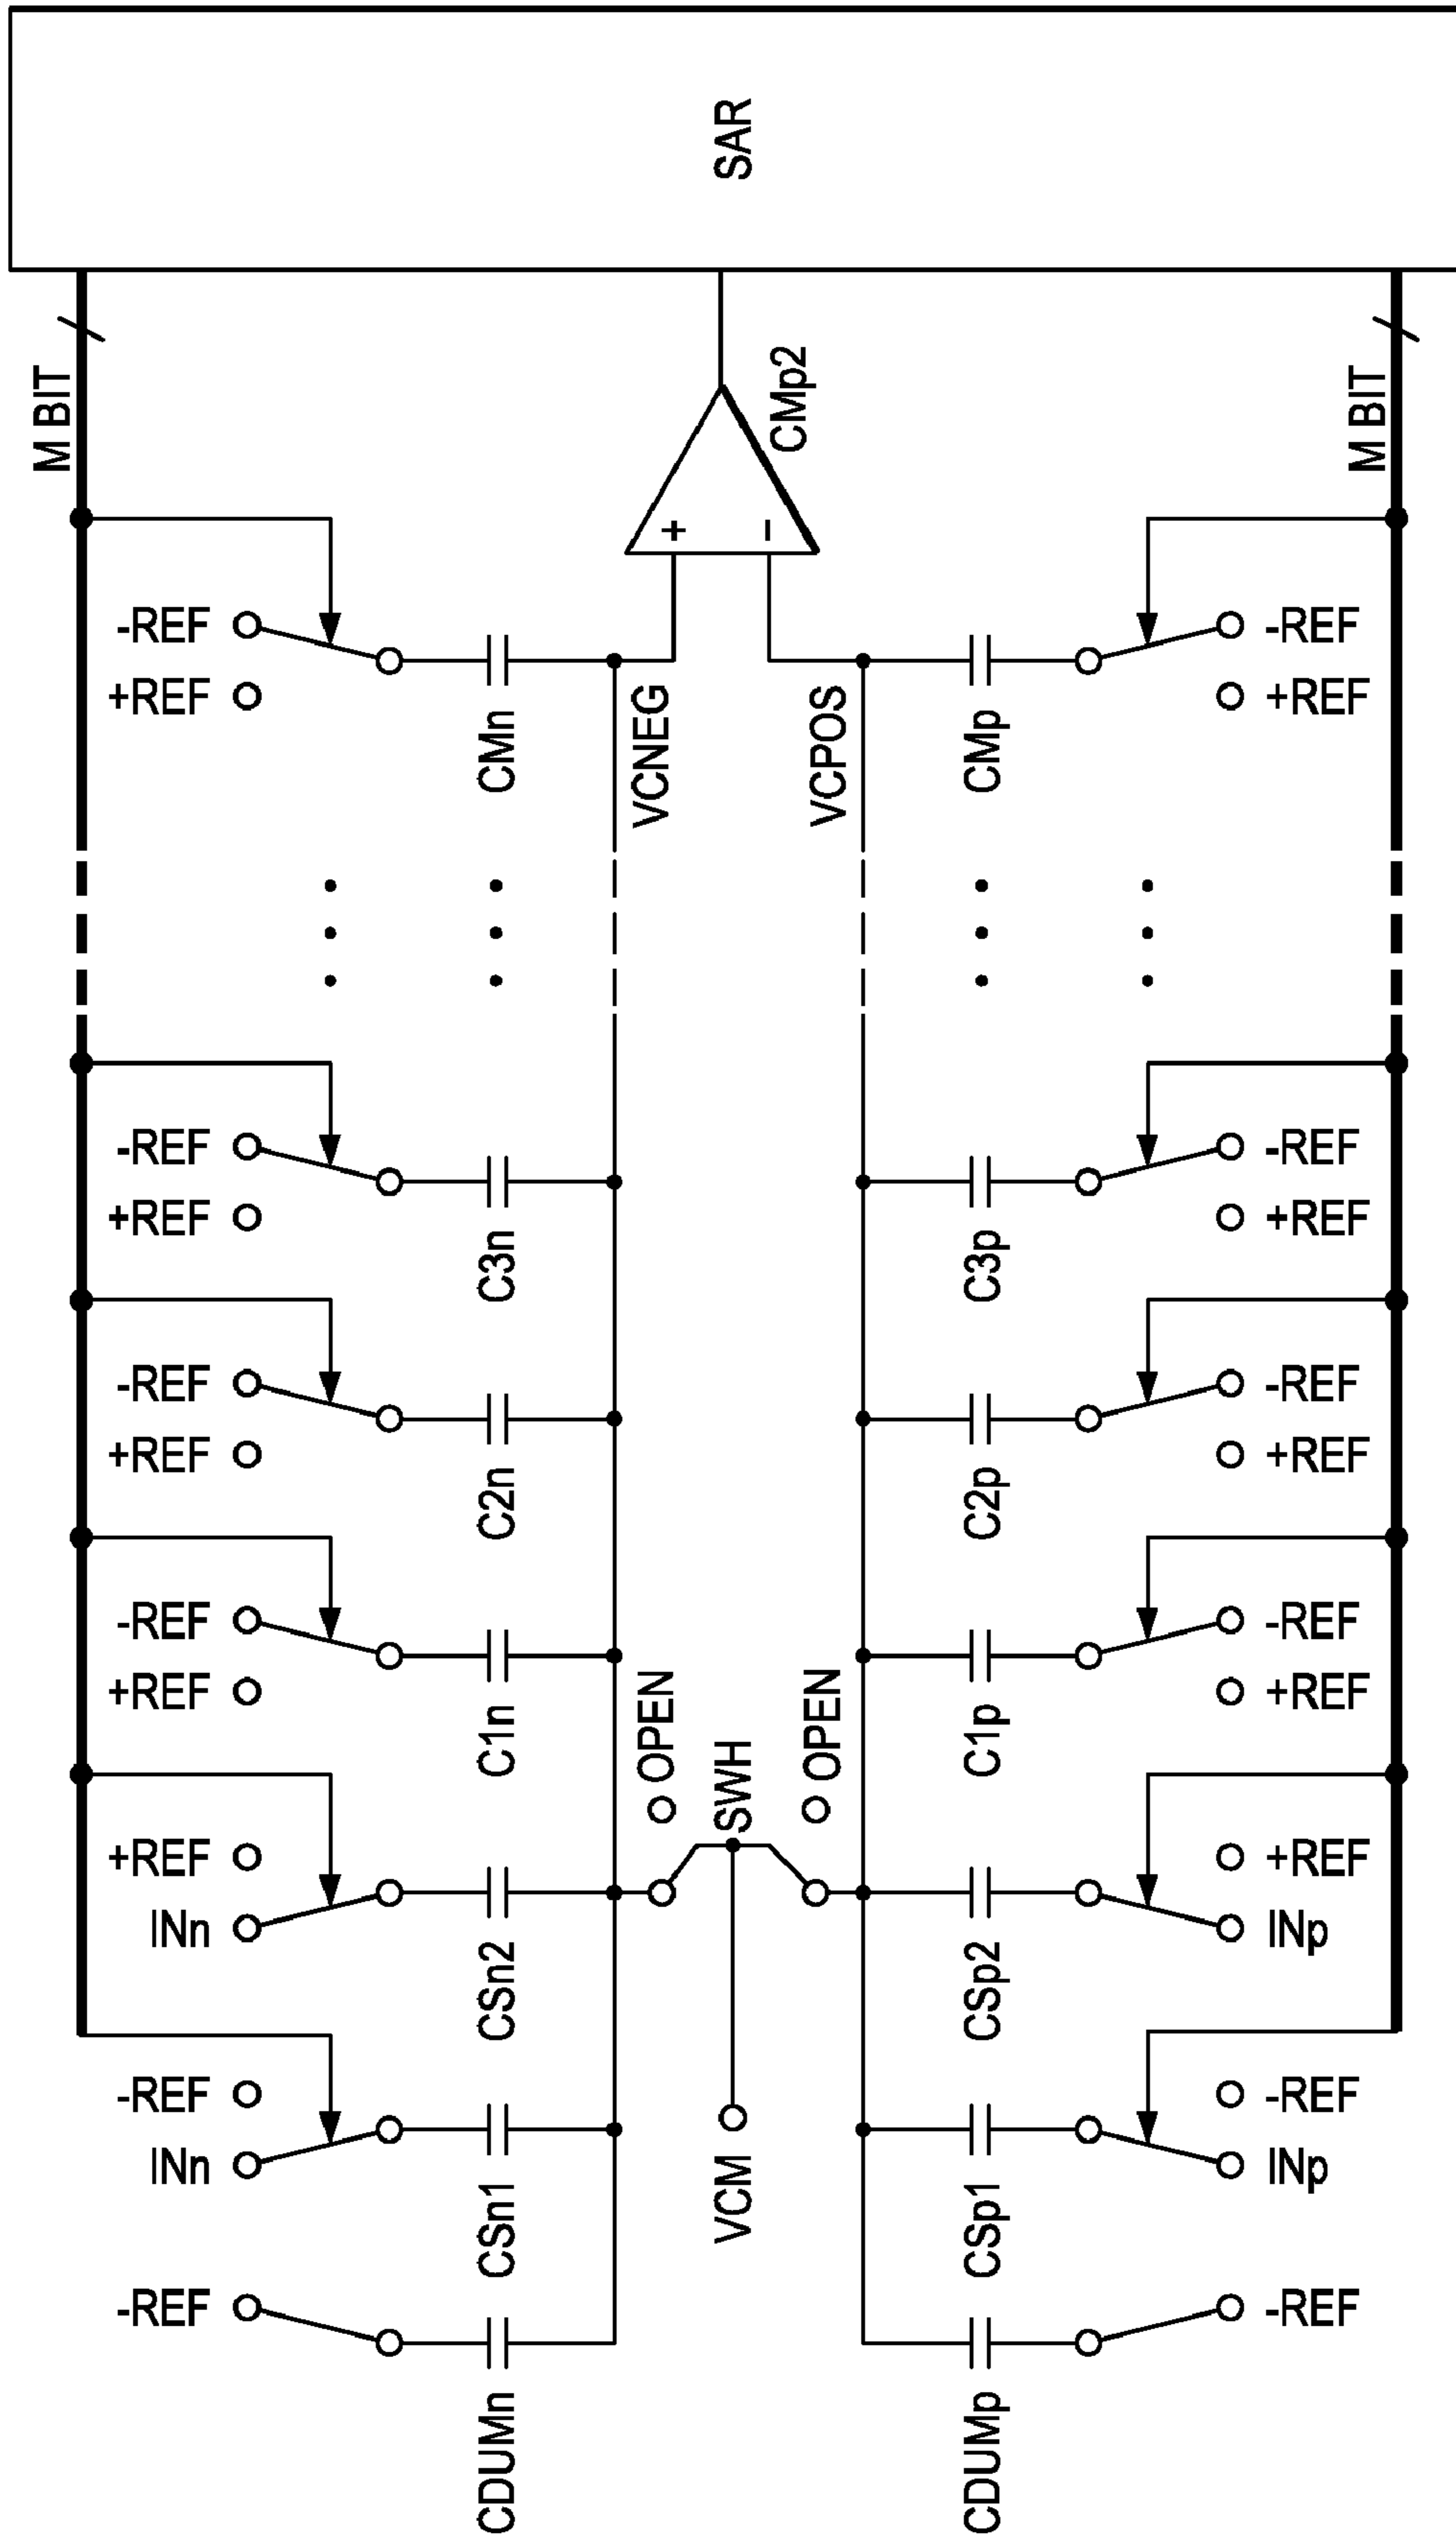 SAR
M BIT
-REF
+REF
CMn
VCNEG
CMp2
+
-
VCPOS
CMp
-REF
+REF
M BIT
-REF
+REF
C3n
C3p
-REF
+REF
-REF
+REF
C2n
C2p
-REF
+REF
-REF
+REF
C1n
C1p
-REF
+REF
OPEN
SWH
OPEN
+REF
INn
CSn2
CSp2
+REF
INp
-REF
INn
CSn1
VCM
CSp1
-REF
INp
-REF
CDUMn
CDUMp
-REF